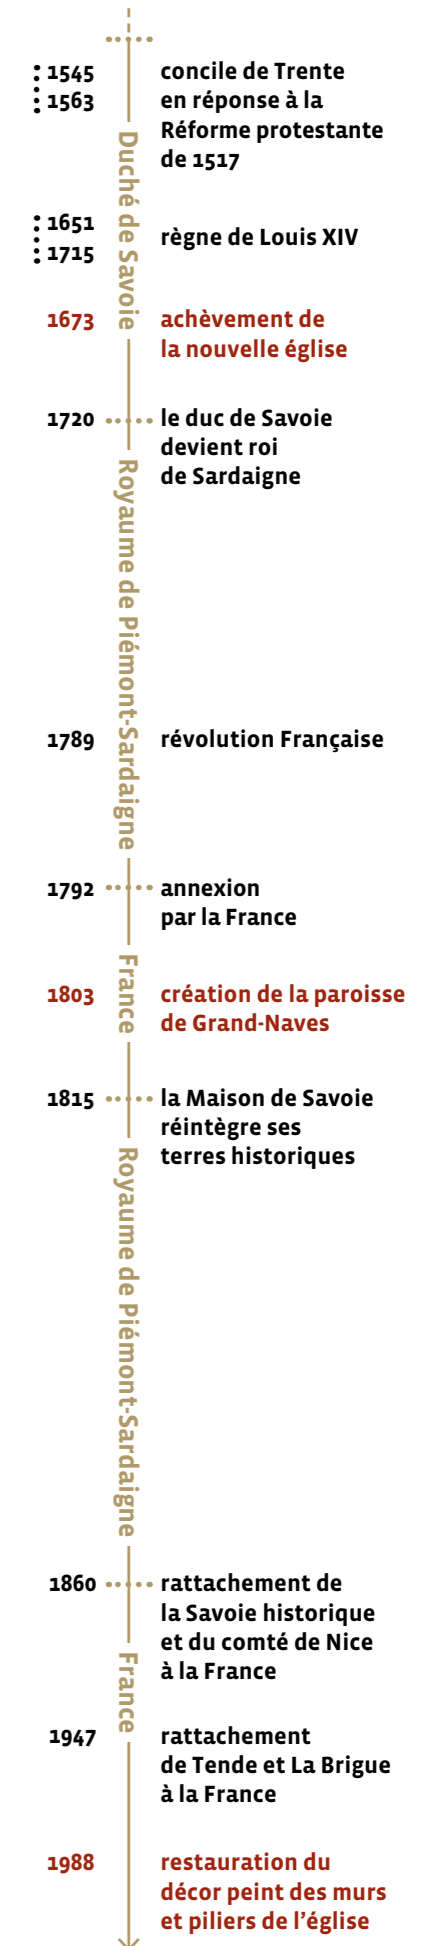 1545 concile de Trente
1563 en réponse à la
Réforme protestante
de 1517
Duché de Savoie
1651
1715
règne de Louis XIV
1673 achèvement de
la nouvelle église
1720 le duc de Savoie
devient roi
de Sardaigne
Royaume de Piémont-Sardaigne
1789 révolution Française
1792 annexion
par la France
France
1803 création de la paroisse
de Grand-Naves
1815 la Maison de Savoie
réintègre ses
terres historiques
Royaume de Piémont-Sardaigne
1860 rattachement de
la Savoie historique
et du comté de Nice
à la France
France
1947 rattachement
de Tende et La Brigue
à la France
1988 restauration du
décor peint des murs
et piliers de l'église